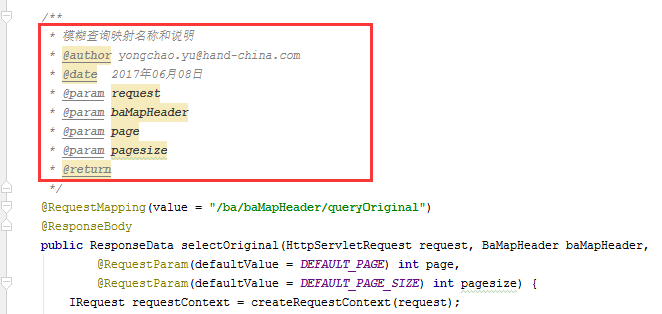 /**
* 模糊查询映射名称和说明
* @author yongchao.yu@hand-china.com
* @date 2017年06月08日
* @param request
* @param baMapHeader
* @param page
* @param pagesize
* @return
*/
@RequestMapping(value = "/ba/baMapHeader/queryOriginal")
@ResponseBody
public ResponseData selectOriginal(HttpServletRequest request, BaMapHeader baMapHeader,
@RequestParam(defaultValue = DEFAULT_PAGE) int page,
@RequestParam(defaultValue = DEFAULT_PAGE_SIZE) int pagesize) {
IRequest requestContext = createRequestContext(request);